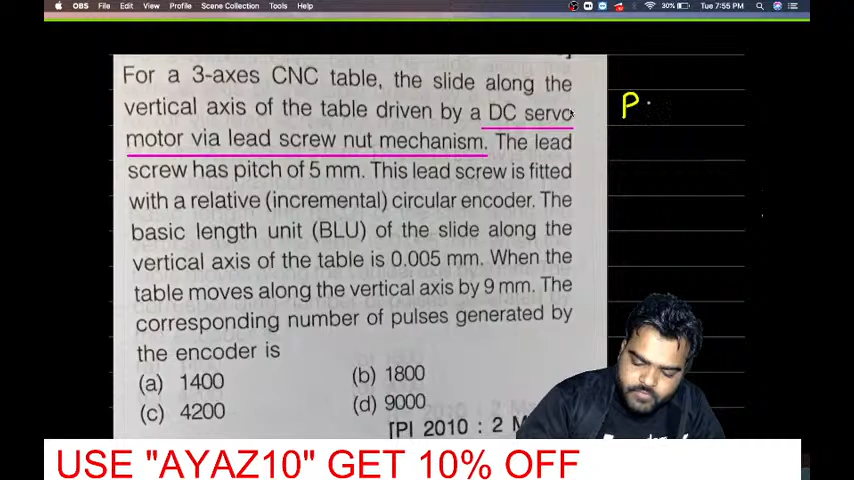 OBS File Edit View Profile Scene Collection Tools Help 30% Tue 7:55 PM
For a 3-axes CNC table, the slide along the
vertical axis of the table driven by a DC servo
motor via lead screw nut mechanism. The lead
screw has pitch of 5 mm. This lead screw is fitted
with a relative (incremental) circular encoder. The
basic length unit (BLU) of the slide along the
vertical axis of the table is 0.005 mm. When the
table moves along the vertical axis by 9 mm. The
corresponding number of pulses generated by
the encoder is
(a) 1400 (b) 1800
(c) 4200 (d) 9000
[PI 2010 : 2 M
P
USE "AYAZ10" GET 10% OFF